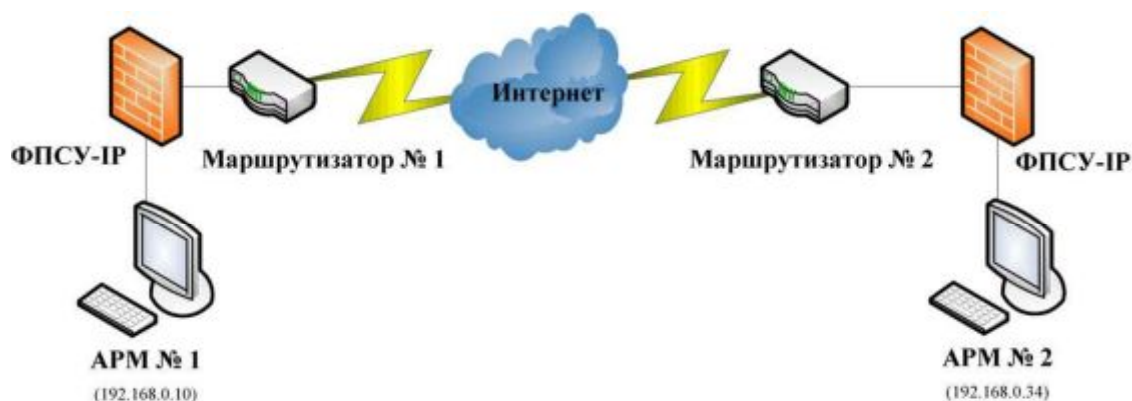 Интернет
ФПСУ-IP
Маршрутизатор № 1
Маршрутизатор № 2
ФПСУ-IP
АРМ № 1
(192.168.0.10)
АРМ № 2
(192.168.0.34)